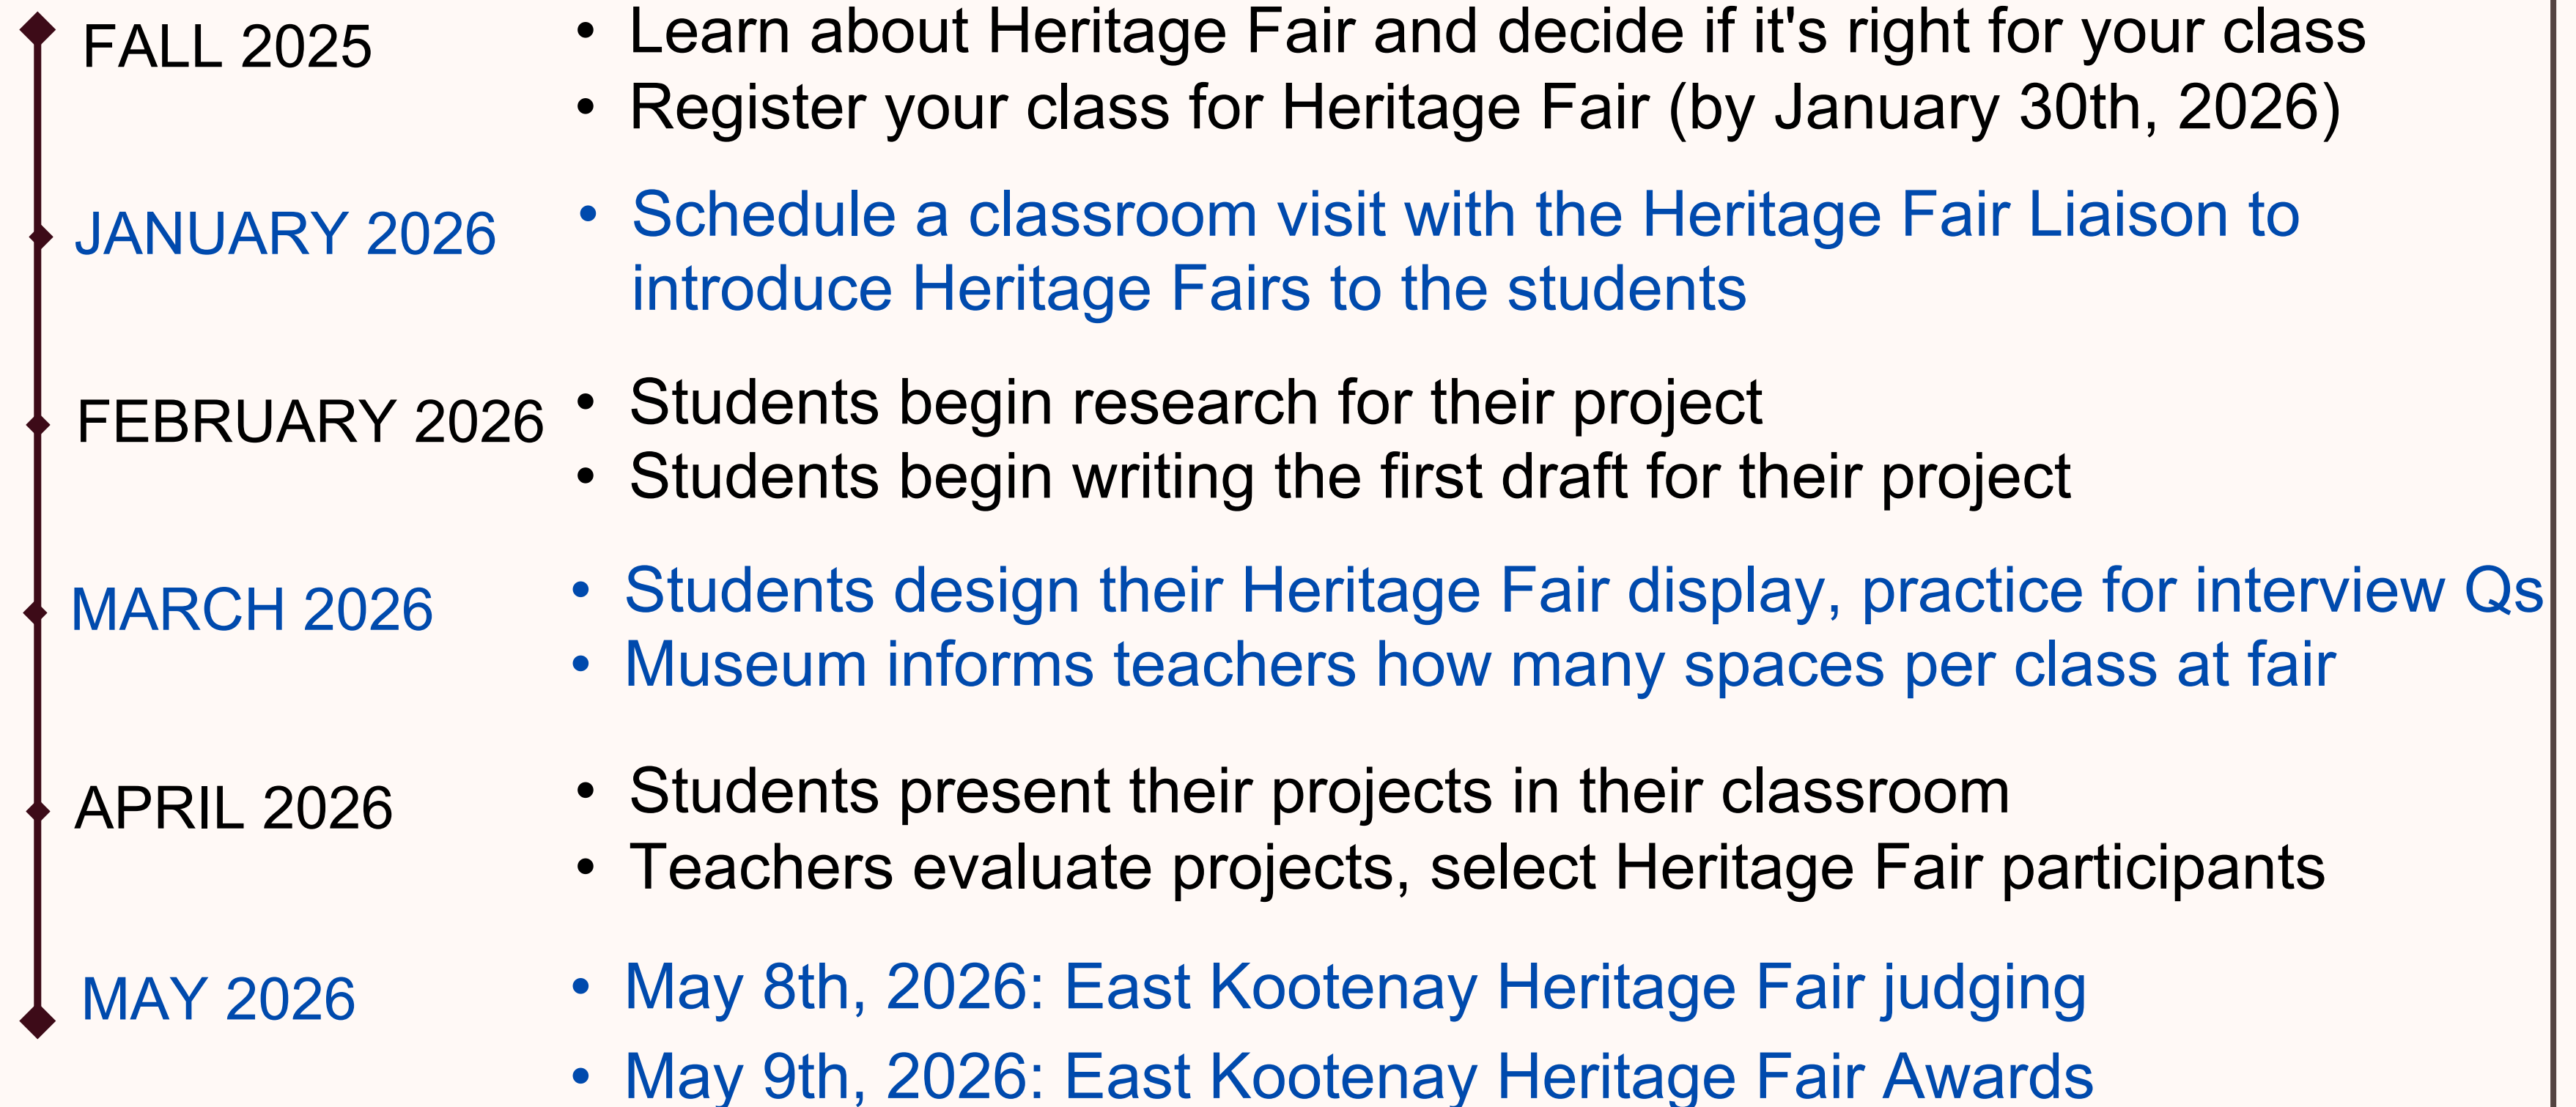 FALL 2025
• Learn about Heritage Fair and decide if it's right for your class
• Register your class for Heritage Fair (by January 30th, 2026)
JANUARY 2026
• Schedule a classroom visit with the Heritage Fair Liaison to
introduce Heritage Fairs to the students
FEBRUARY 2026
• Students begin research for their project
• Students begin writing the first draft for their project
MARCH 2026
• Students design their Heritage Fair display, practice for interview Qs
• Museum informs teachers how many spaces per class at fair
APRIL 2026
• Students present their projects in their classroom
• Teachers evaluate projects, select Heritage Fair participants
MAY 2026
• May 8th, 2026: East Kootenay Heritage Fair judging
• May 9th, 2026: East Kootenay Heritage Fair Awards